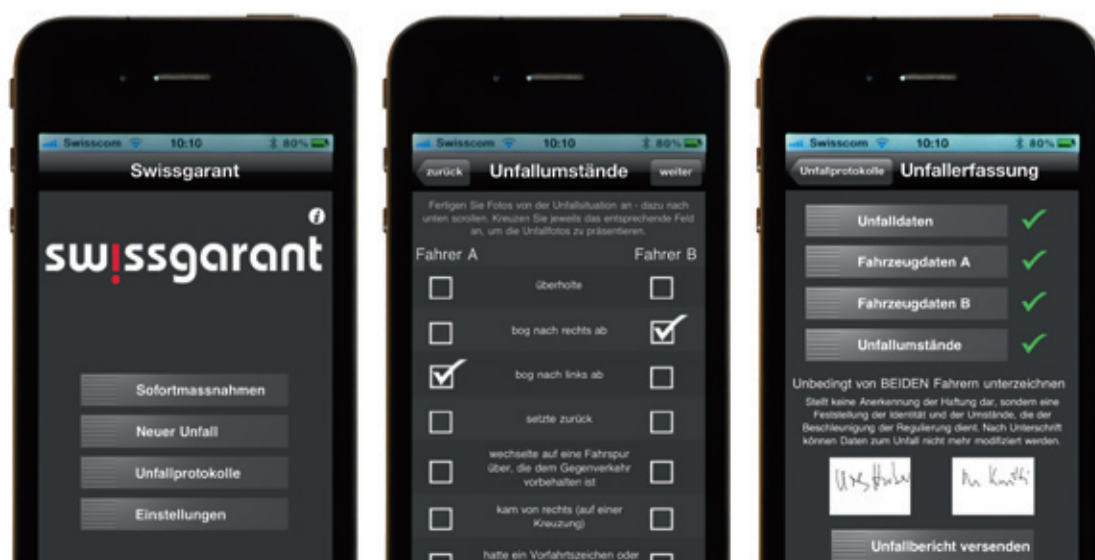 Swisscom 10:10 80%
Swissgarant
swissgarant
Sofortmassnahmen
Neuer Unfall
Unfallprotokolle
Einstellungen
Swisscom 10:10 80%
zurück Unfallumstände weiter
Fertigen Sie Fotos von der Unfallsituation an - dazu nach
unten scrollen. Kreuzen Sie jeweils das entsprechende Feld
an, um die Unfallfotos zu präsentieren.
Fahrer A Fahrer B
überholte
bog nach rechts ab
bog nach links ab
setzte zurück
wechselte auf eine Fahrspur
über, die dem Gegenverkehr
vorbehalten ist
kam von rechts (auf einer
Kreuzung)
hatte ein Vorfahrtszeichen oder
Swisscom 10:10 80%
Unfallprotokolle Unfallerfassung
Unfalldaten
Fahrzeugdaten A
Fahrzeugdaten B
Unfallumstände
Unbedingt von BEIDEN Fahrern unterzeichnen
Stellt keine Anerkennung der Haftung dar, sondern eine
Feststellung der Identität und der Umstände, die der
Beschleunigung der Regulierung dient. Nach Unterschrift
können Daten zum Unfall nicht mehr modifiziert werden.
Unfallbericht versenden